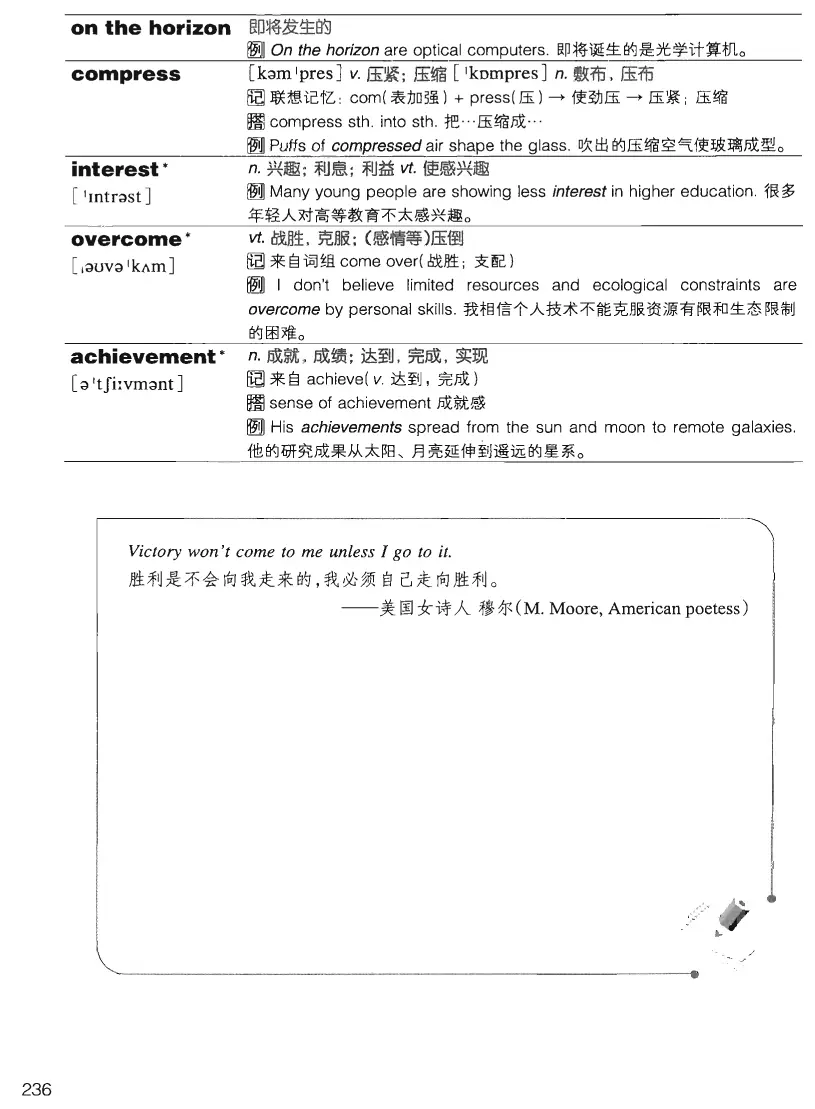 on the horizon 即将发生的
例 On the horizon are optical computers. 即将诞生的是光学计算机。
compress [kəmˈpres] v. 压紧; 压缩 [ˈkɒmpres] n. 敷布, 压布
记 联想记忆: com(表加强) + press(压) → 使劲压 → 压紧; 压缩
搭 compress sth. into sth. 把…压缩成…
例 Puffs of compressed air shape the glass. 吹出的压缩空气使玻璃成型。
interest* n. 兴趣; 利息; 利益 vt. 使感兴趣
[ˈɪntrəst] 例 Many young people are showing less interest in higher education. 很多
年轻人对高等教育不太感兴趣。
overcome* vt. 战胜, 克服; (感情等)压倒
[ˌəʊvəˈkʌm] 记 来自词组 come over(战胜; 支配)
例 I don't believe limited resources and ecological constraints are
overcome by personal skills. 我相信个人技术不能克服资源有限和生态限制
的困难。
achievement* n. 成就, 成绩; 达到, 完成, 实现
[əˈtʃiːvmənt] 记 来自 achieve(v. 达到, 完成)
搭 sense of achievement 成就感
例 His achievements spread from the sun and moon to remote galaxies.
他的研究成果从太阳、月亮延伸到遥远的星系。
Victory won't come to me unless I go to it.
胜利是不会向我走来的,我必须自己走向胜利。
——美国女诗人 穆尔(M. Moore, American poetess)
236